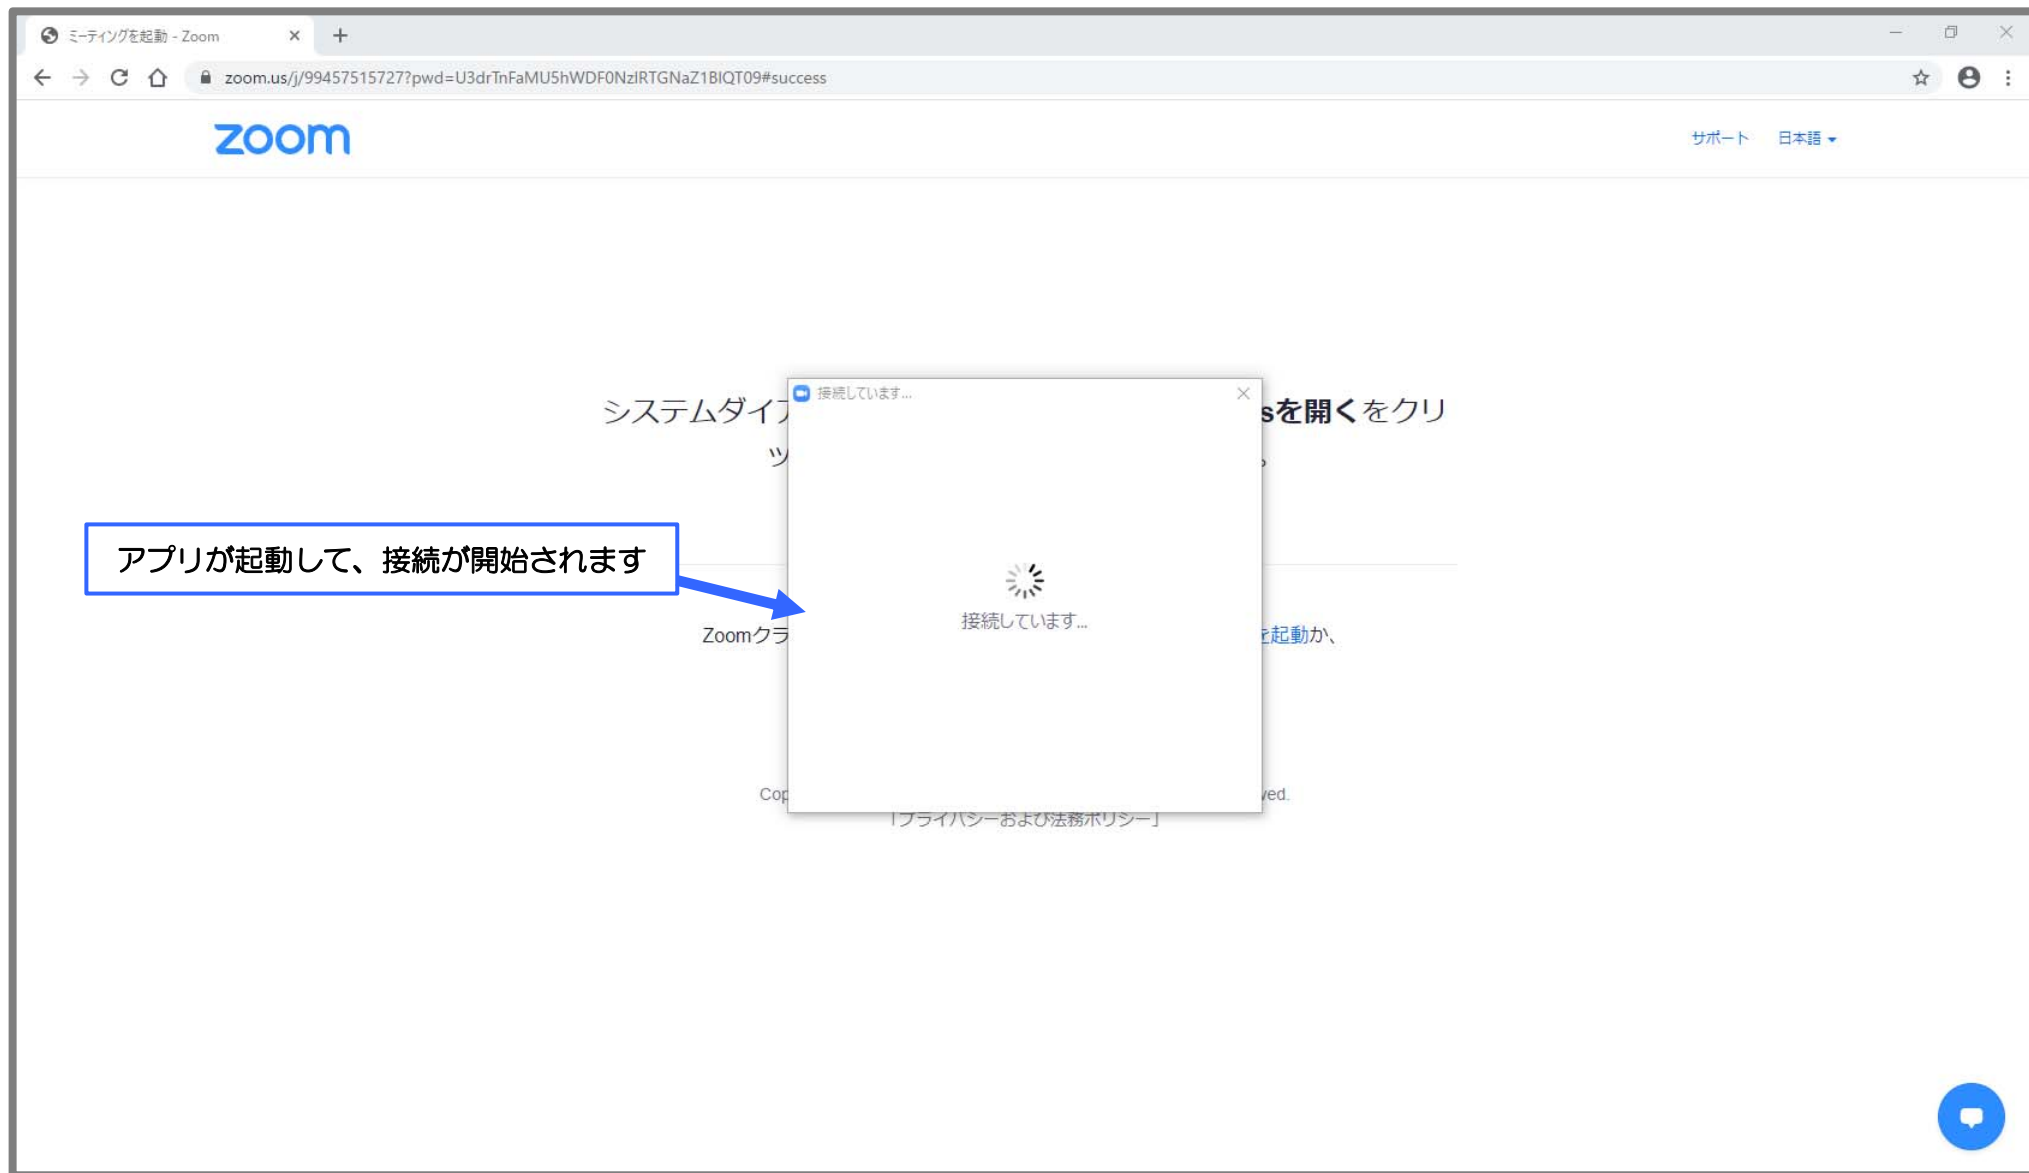 ミーティングを起動 - Zoom
zoom.us/j/99457515727?pwd=U3drTnFaMU5hWDF0NzlRTGNaZ1BlQT09#success
zoom
サポート 日本語
接続しています...
システムダイ sを開くをクリ
ッ 。
アプリが起動して、接続が開始されます
接続しています...
Zoomクラ を起動か、
Cop ved.
「プライバシーおよび法務ポリシー」